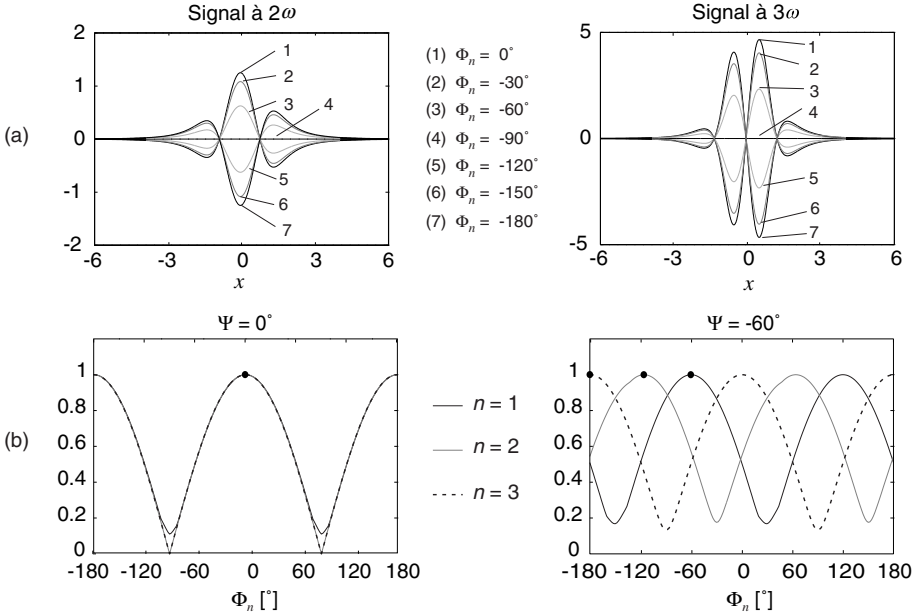 Signal à 2ω
Signal à 3ω
2
1
0
-1
-2
-6
-3
0
3
6
x
1
2
3
4
5
6
7
(a)
(1) Φn = 0°
(2) Φn = -30°
(3) Φn = -60°
(4) Φn = -90°
(5) Φn = -120°
(6) Φn = -150°
(7) Φn = -180°
5
0
-5
-6
-3
0
3
6
x
1
2
3
4
5
6
7
Ψ = 0°
Ψ = -60°
(b)
1
0.8
0.6
0.4
0.2
0
-180
-120
-60
0
60
120
180
Φn [°]
n = 1
n = 2
n = 3
1
0.8
0.6
0.4
0.2
0
-180
-120
-60
0
60
120
180
Φn [°]